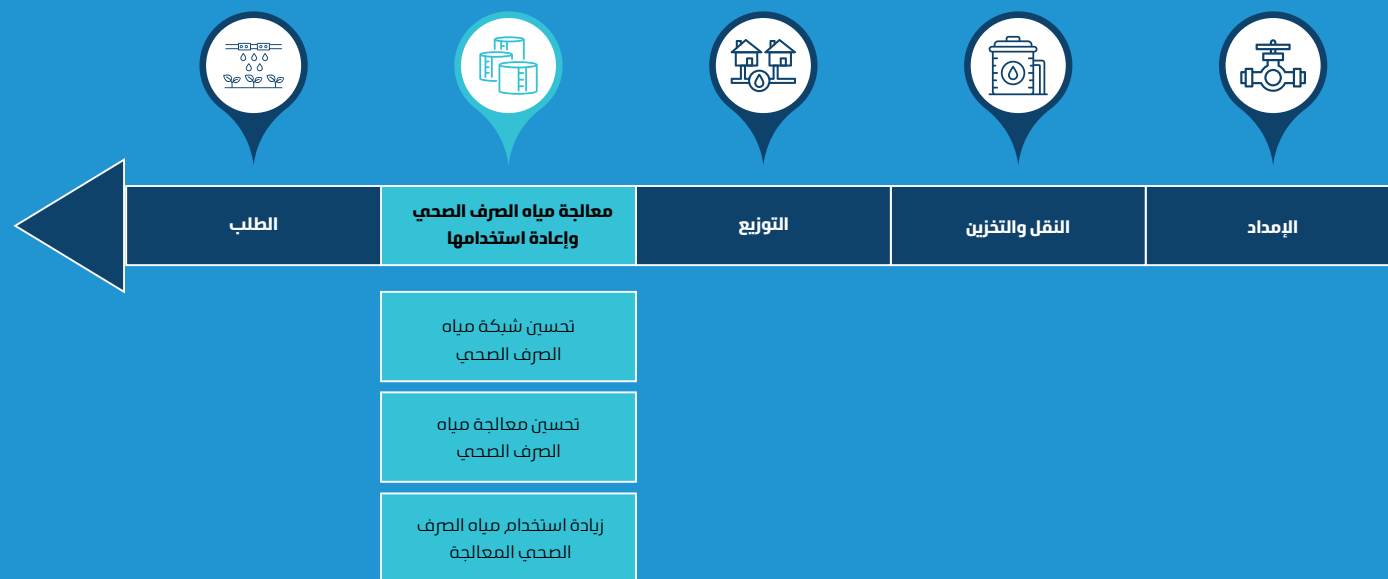 الإمداد
النقل والتخزين
التوزيع
معالجة مياه الصرف الصحي
وإعادة استخدامها
الطلب
تحسين شبكة مياه
الصرف الصحي
تحسين معالجة مياه
الصرف الصحي
زيادة استخدام مياه الصرف
الصحي المعالجة